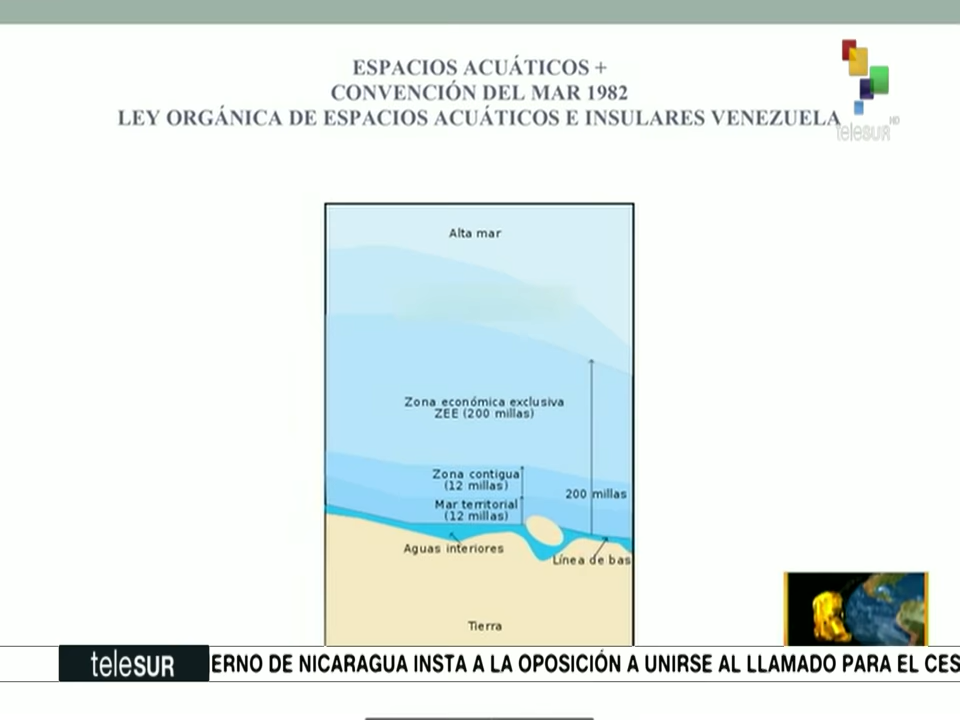 ESPACIOS ACUÁTICOS +
CONVENCIÓN DEL MAR 1982
LEY ORGÁNICA DE ESPACIOS ACUÁTICOS E INSULARES VENEZUELA
teleSUR HD
Alta mar
Zona económica exclusiva
ZEE (200 millas)
Zona contigua
(12 millas)
200 millas
Mar territorial
(12 millas)
Aguas interiores
Línea de bas
Tierra
teleSUR
ERNO DE NICARAGUA INSTA A LA OPOSICIÓN A UNIRSE AL LLAMADO PARA EL CES